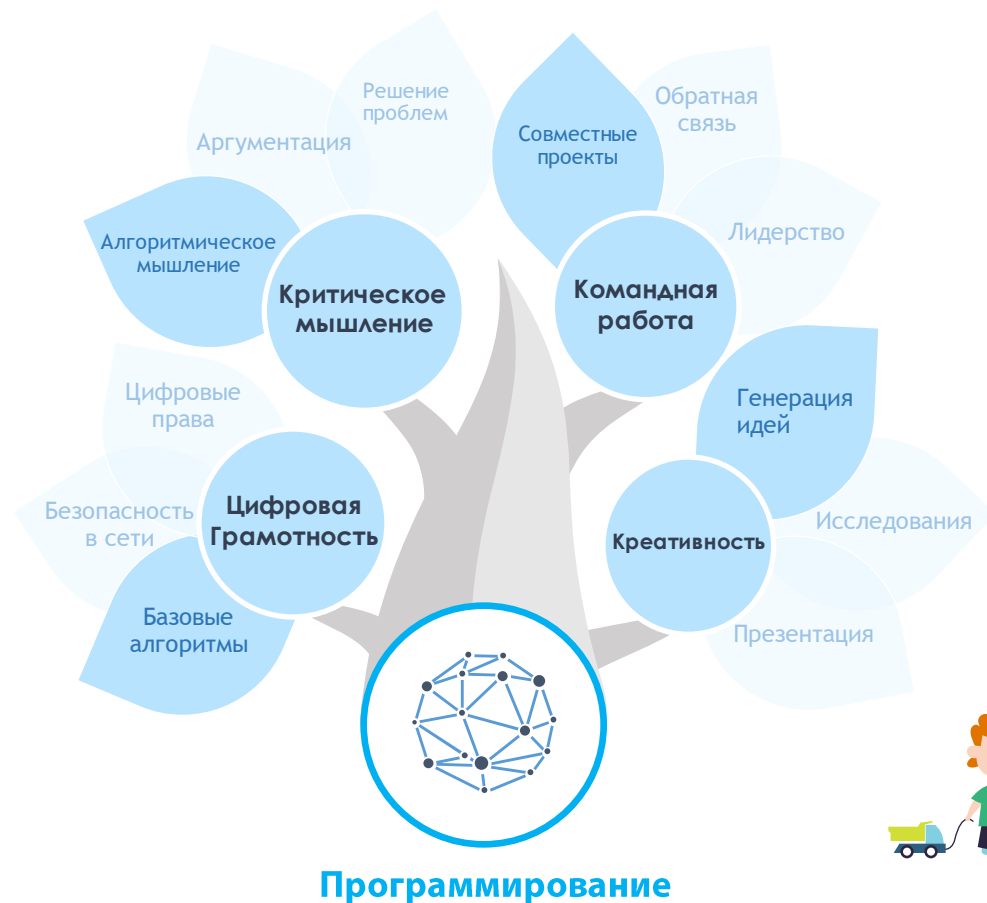 Решение
проблем
Аргументация
Алгоритмическое
мышление
Критическое
мышление
Совместные
проекты
Обратная
связь
Лидерство
Командная
работа
Цифровые
права
Безопасность
в сети
Базовые
алгоритмы
Цифровая
Грамотность
Генерация
идей
Исследования
Презентация
Креативность
Программирование